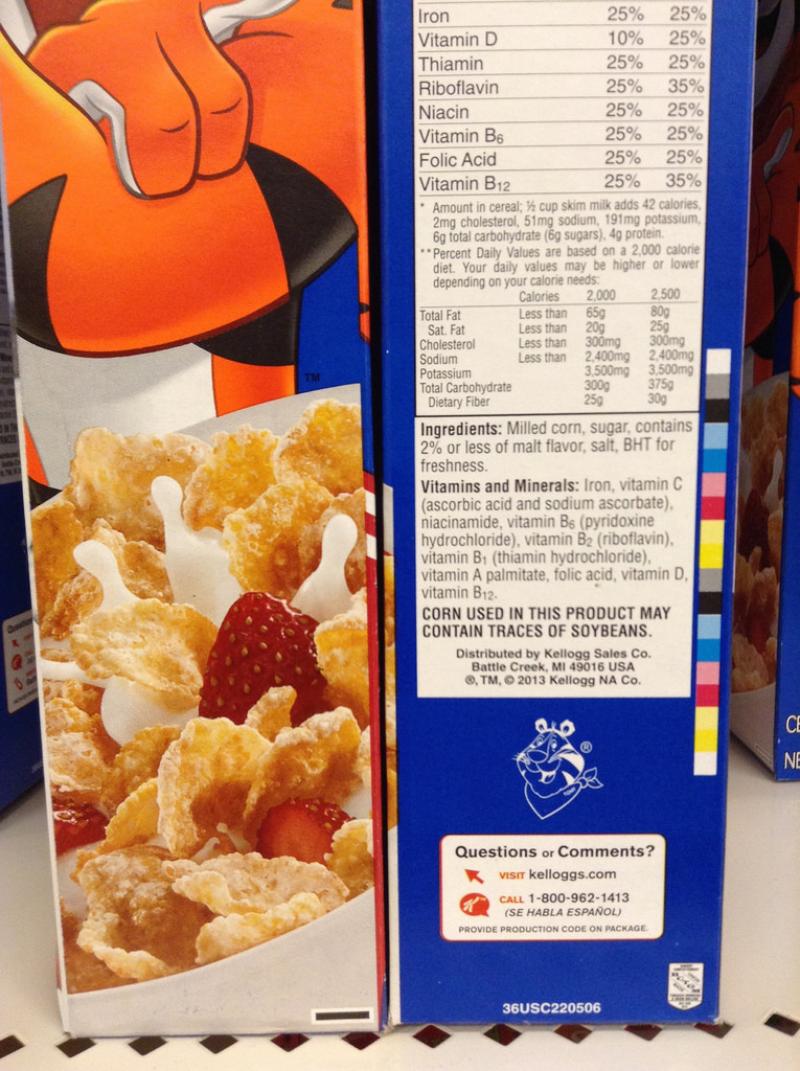 Iron 25% 25%
Vitamin D 10% 25%
Thiamin 25% 25%
Riboflavin 25% 35%
Niacin 25% 25%
Vitamin B6 25% 25%
Folic Acid 25% 25%
Vitamin B12 25% 35%
* Amount in cereal; ½ cup skim milk adds 42 calories,
2mg cholesterol, 51mg sodium, 191mg potassium,
6g total carbohydrate (6g sugars), 4g protein.
**Percent Daily Values are based on a 2,000 calorie
diet. Your daily values may be higher or lower
depending on your calorie needs:
Calories 2,000 2,500
Total Fat Less than 65g 80g
Sat. Fat Less than 20g 25g
Cholesterol Less than 300mg 300mg
Sodium Less than 2,400mg 2,400mg
Potassium 3,500mg 3,500mg
Total Carbohydrate 300g 375g
Dietary Fiber 25g 30g
Ingredients: Milled corn, sugar, contains
2% or less of malt flavor, salt, BHT for
freshness.
Vitamins and Minerals: Iron, vitamin C
(ascorbic acid and sodium ascorbate),
niacinamide, vitamin B6 (pyridoxine
hydrochloride), vitamin B2 (riboflavin),
vitamin B1 (thiamin hydrochloride),
vitamin A palmitate, folic acid, vitamin D,
vitamin B12.
CORN USED IN THIS PRODUCT MAY
CONTAIN TRACES OF SOYBEANS.
Distributed by Kellogg Sales Co.
Battle Creek, MI 49016 USA
®, TM, © 2013 Kellogg NA Co.
®
Questions or Comments?
VISIT kelloggs.com
CALL 1-800-962-1413
(SE HABLA ESPAÑOL)
PROVIDE PRODUCTION CODE ON PACKAGE.
36USC220506
TM
CE
NE